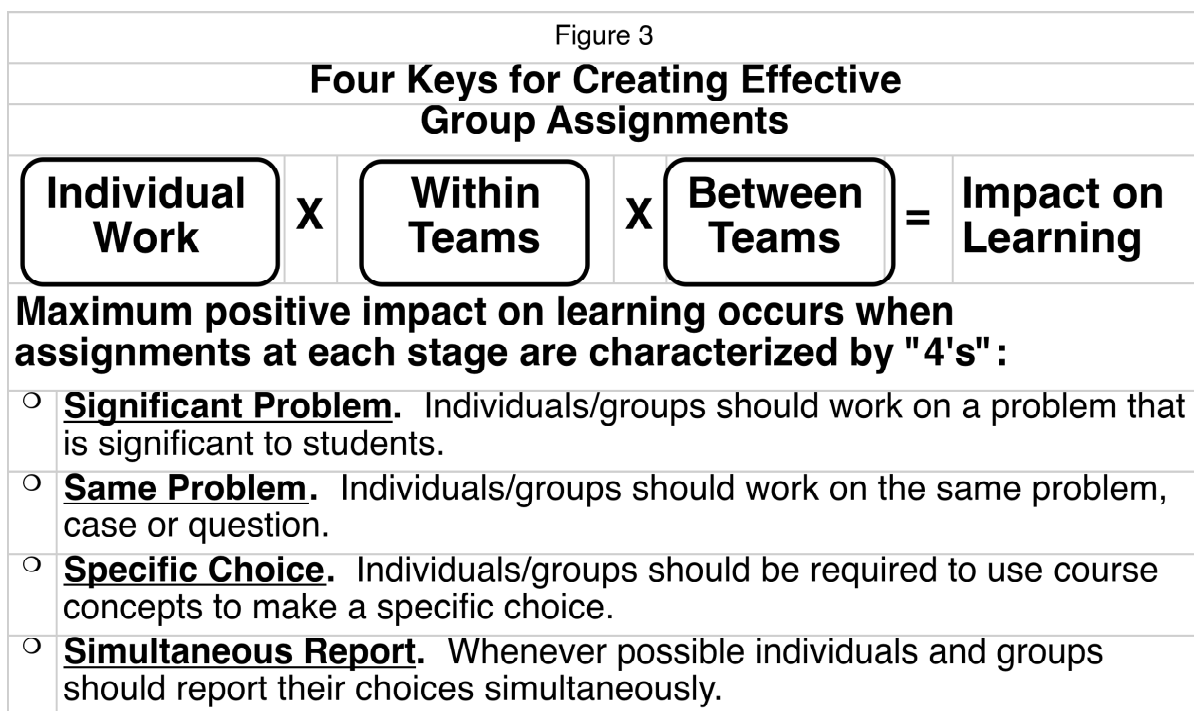 Figure 3
Four Keys for Creating Effective
Group Assignments
Individual Work X Within Teams X Between Teams = Impact on Learning
Maximum positive impact on learning occurs when
assignments at each stage are characterized by "4's":
❍ Significant Problem. Individuals/groups should work on a problem that
is significant to students.
❍ Same Problem. Individuals/groups should work on the same problem,
case or question.
❍ Specific Choice. Individuals/groups should be required to use course
concepts to make a specific choice.
❍ Simultaneous Report. Whenever possible individuals and groups
should report their choices simultaneously.